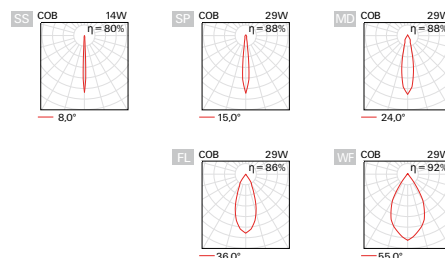 SS COB 14W
η = 80%
8,0°
SP COB 29W
η = 88%
15,0°
MD COB 29W
η = 88%
24,0°
FL COB 29W
η = 86%
36,0°
WF COB 29W
η = 92%
55,0°